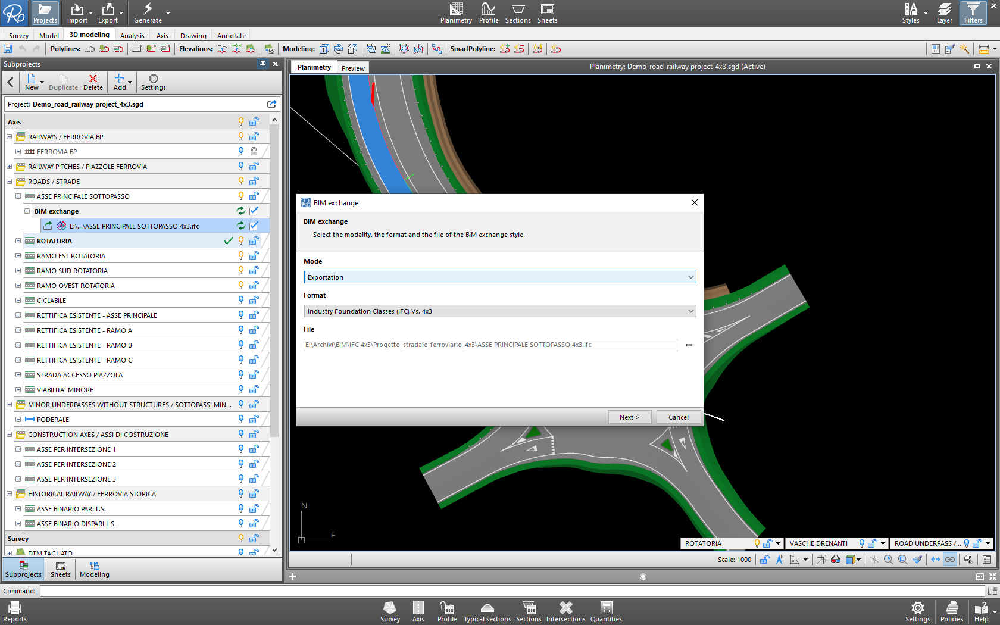 Ro
Projects
Import
Export
Generate
Planimetry
Profile
Sections
Sheets
Styles
Layer
Filters
Survey
Model
3D modeling
Analysis
Axis
Drawing
Annotate
Polylines:
Elevations:
Modeling:
SmartPolyline:
Subprojects
New
Duplicate
Delete
Add
Settings
Project: Demo_road_railway project_4x3.sgd
Axis
RAILWAYS / FERROVIA BP
FERROVIA BP
RAILWAY PITCHES / PIAZZOLE FERROVIA
ROADS / STRADE
ASSE PRINCIPALE SOTTOPASSO
BIM exchange
E:\...\ASSE PRINCIPALE SOTTOPASSO 4x3.ifc
ROTATORIA
RAMO EST ROTATORIA
RAMO SUD ROTATORIA
RAMO OVEST ROTATORIA
CICLABILE
RETTIFICA ESISTENTE - ASSE PRINCIPALE
RETTIFICA ESISTENTE - RAMO A
RETTIFICA ESISTENTE - RAMO B
RETTIFICA ESISTENTE - RAMO C
STRADA ACCESSO PIAZZOLA
VIABILITA' MINORE
MINOR UNDERPASSES WITHOUT STRUCTURES / SOTTOPASSI MIN...
PODERALE
CONSTRUCTION AXES / ASSI DI COSTRUZIONE
ASSE PER INTERSEZIONE 1
ASSE PER INTERSEZIONE 2
ASSE PER INTERSEZIONE 3
HISTORICAL RAILWAY / FERROVIA STORICA
ASSE BINARIO PARI L.S.
ASSE BINARIO DISPARI L.S.
Survey
DTM TAGLIATO
Subprojects
Sheets
BIM
Modeling
Planimetry
Preview
Planimetry: Demo_road_railway project_4x3.sgd (Active)
BIM exchange
BIM exchange
Select the modality, the format and the file of the BIM exchange style.
Mode
Exportation
Format
Industry Foundation Classes (IFC) Vs. 4x3
File
E:\Archivi\BIM\IFC 4x3\Progetto_stradale_ferroviario_4x3\ASSE PRINCIPALE SOTTOPASSO 4x3.ifc
Next >
Cancel
N
E
ROTATORIA
VASCHE DRENANTI
ROAD UNDERPASS /...
Scale: 1000
Command:
Reports
Survey
Axis
Profile
Typical sections
Sections
Intersections
Quantities
Settings
Policies
Help